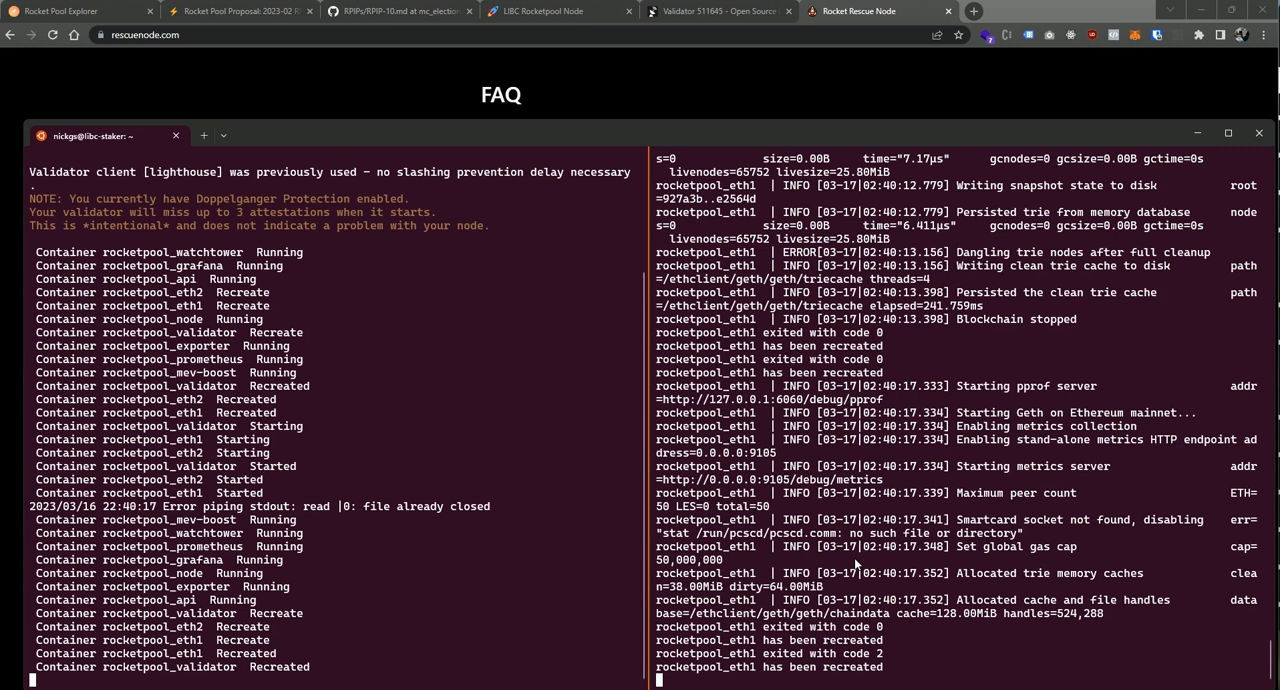 Rocket Pool Explorer
Rocket Pool Proposal: 2023-02 R
RPIPs/RPIP-10.md at mc_election
LIBC Rocketpool Node
Validator 511645 - Open Source
Rocket Rescue Node
rescuenode.com
7
FAQ
nickgs@libc-staker: ~
Validator client [lighthouse] was previously used - no slashing prevention delay necessary
.
NOTE: You currently have Doppelganger Protection enabled.
Your validator will miss up to 3 attestations when it starts.
This is *intentional* and does not indicate a problem with your node.
Container rocketpool_watchtower  Running
Container rocketpool_grafana  Running
Container rocketpool_api  Running
Container rocketpool_eth2  Recreate
Container rocketpool_eth1  Recreate
Container rocketpool_node  Running
Container rocketpool_validator  Recreate
Container rocketpool_exporter  Running
Container rocketpool_prometheus  Running
Container rocketpool_mev-boost  Running
Container rocketpool_validator  Recreated
Container rocketpool_eth2  Recreated
Container rocketpool_eth1  Recreated
Container rocketpool_validator  Starting
Container rocketpool_eth1  Starting
Container rocketpool_eth2  Starting
Container rocketpool_validator  Started
Container rocketpool_eth2  Started
Container rocketpool_eth1  Started
2023/03/16 22:40:17 Error piping stdout: read |0: file already closed
Container rocketpool_mev-boost  Running
Container rocketpool_watchtower  Running
Container rocketpool_prometheus  Running
Container rocketpool_grafana  Running
Container rocketpool_node  Running
Container rocketpool_exporter  Running
Container rocketpool_api  Running
Container rocketpool_validator  Recreate
Container rocketpool_eth2  Recreate
Container rocketpool_eth1  Recreate
Container rocketpool_eth1  Recreated
Container rocketpool_validator  Recreated
s=0 size=0.00B time="7.17µs" gcnodes=0 gcsize=0.00B gctime=0s
livenodes=65752 livesize=25.80MiB
rocketpool_eth1  | INFO [03-17|02:40:12.779] Writing snapshot state to disk root
=927a3b..e2564d
rocketpool_eth1  | INFO [03-17|02:40:12.779] Persisted trie from memory database node
s=0 size=0.00B time="6.411µs" gcnodes=0 gcsize=0.00B gctime=0s
livenodes=65752 livesize=25.80MiB
rocketpool_eth1  | ERROR[03-17|02:40:13.156] Dangling trie nodes after full cleanup
rocketpool_eth1  | INFO [03-17|02:40:13.156] Writing clean trie cache to disk path
=/ethclient/geth/geth/triecache threads=4
rocketpool_eth1  | INFO [03-17|02:40:13.398] Persisted the clean trie cache path
=/ethclient/geth/geth/triecache elapsed=241.759ms
rocketpool_eth1  | INFO [03-17|02:40:13.398] Blockchain stopped
rocketpool_eth1 exited with code 0
rocketpool_eth1 has been recreated
rocketpool_eth1 exited with code 0
rocketpool_eth1 has been recreated
rocketpool_eth1  | INFO [03-17|02:40:17.333] Starting pprof server addr
=http://127.0.0.1:6060/debug/pprof
rocketpool_eth1  | INFO [03-17|02:40:17.334] Starting Geth on Ethereum mainnet...
rocketpool_eth1  | INFO [03-17|02:40:17.334] Enabling metrics collection
rocketpool_eth1  | INFO [03-17|02:40:17.334] Enabling stand-alone metrics HTTP endpoint ad
dress=0.0.0.0:9105
rocketpool_eth1  | INFO [03-17|02:40:17.334] Starting metrics server addr
=http://0.0.0.0:9105/debug/metrics
rocketpool_eth1  | INFO [03-17|02:40:17.339] Maximum peer count ETH=
50 LES=0 total=50
rocketpool_eth1  | INFO [03-17|02:40:17.341] Smartcard socket not found, disabling err=
"stat /run/pcscd/pcscd.comm: no such file or directory"
rocketpool_eth1  | INFO [03-17|02:40:17.348] Set global gas cap cap=
50,000,000
rocketpool_eth1  | INFO [03-17|02:40:17.352] Allocated trie memory caches clea
n=38.00MiB dirty=64.00MiB
rocketpool_eth1  | INFO [03-17|02:40:17.352] Allocated cache and file handles data
base=/ethclient/geth/geth/chaindata cache=128.00MiB handles=524,288
rocketpool_eth1 exited with code 0
rocketpool_eth1 has been recreated
rocketpool_eth1 exited with code 2
rocketpool_eth1 has been recreated